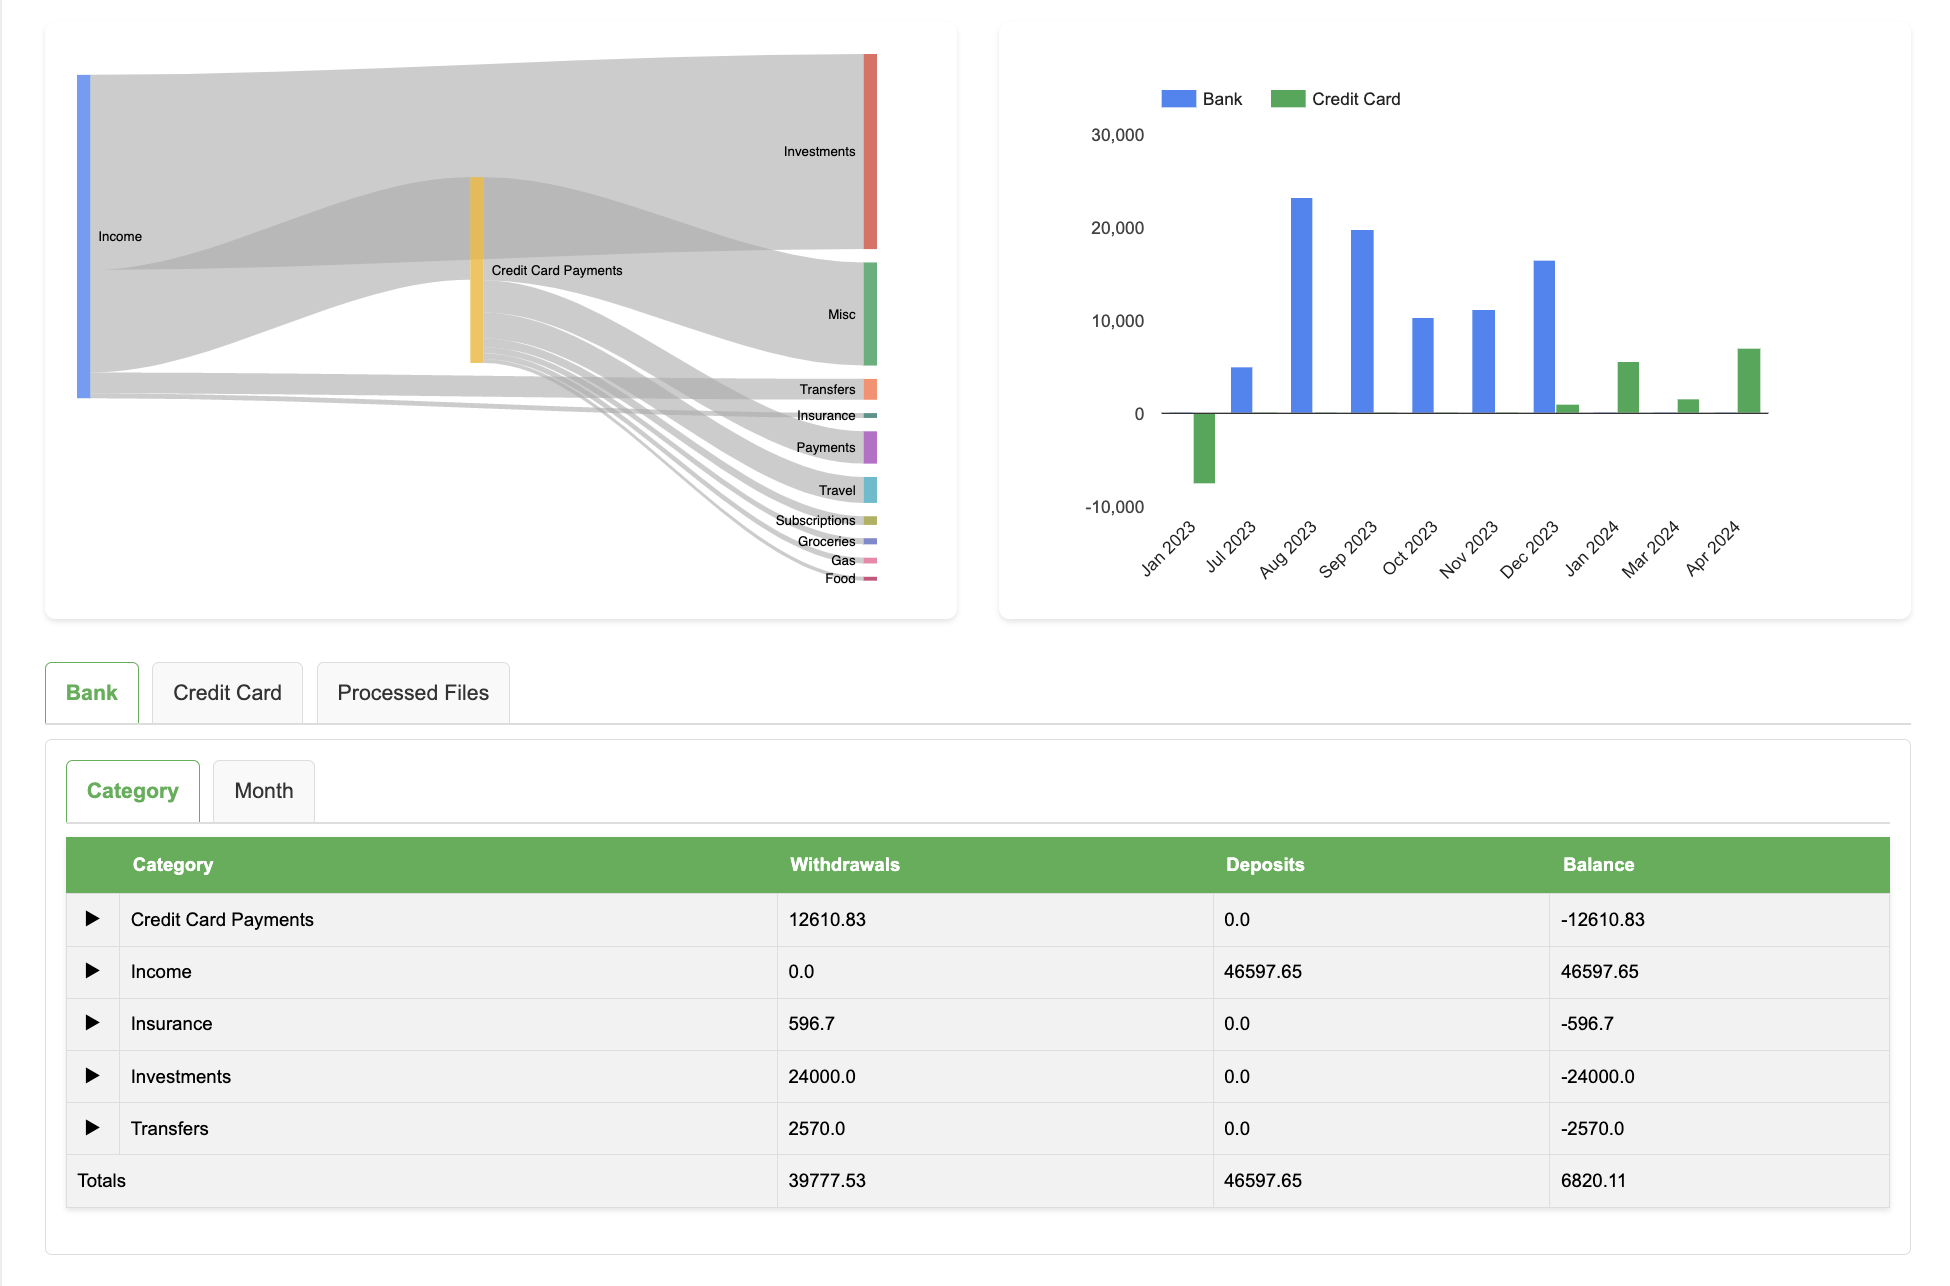 Income
Credit Card Payments
Investments
Misc
Transfers
Insurance
Payments
Travel
Subscriptions
Groceries
Gas
Food
Bank Credit Card
30,000
20,000
10,000
0
-10,000
Jan 2023 Jul 2023 Aug 2023 Sep 2023 Oct 2023 Nov 2023 Dec 2023 Jan 2024 Mar 2024 Apr 2024
Bank Credit Card Processed Files
Category Month
Category Withdrawals Deposits Balance
Credit Card Payments 12610.83 0.0 -12610.83
Income 0.0 46597.65 46597.65
Insurance 596.7 0.0 -596.7
Investments 24000.0 0.0 -24000.0
Transfers 2570.0 0.0 -2570.0
Totals 39777.53 46597.65 6820.11